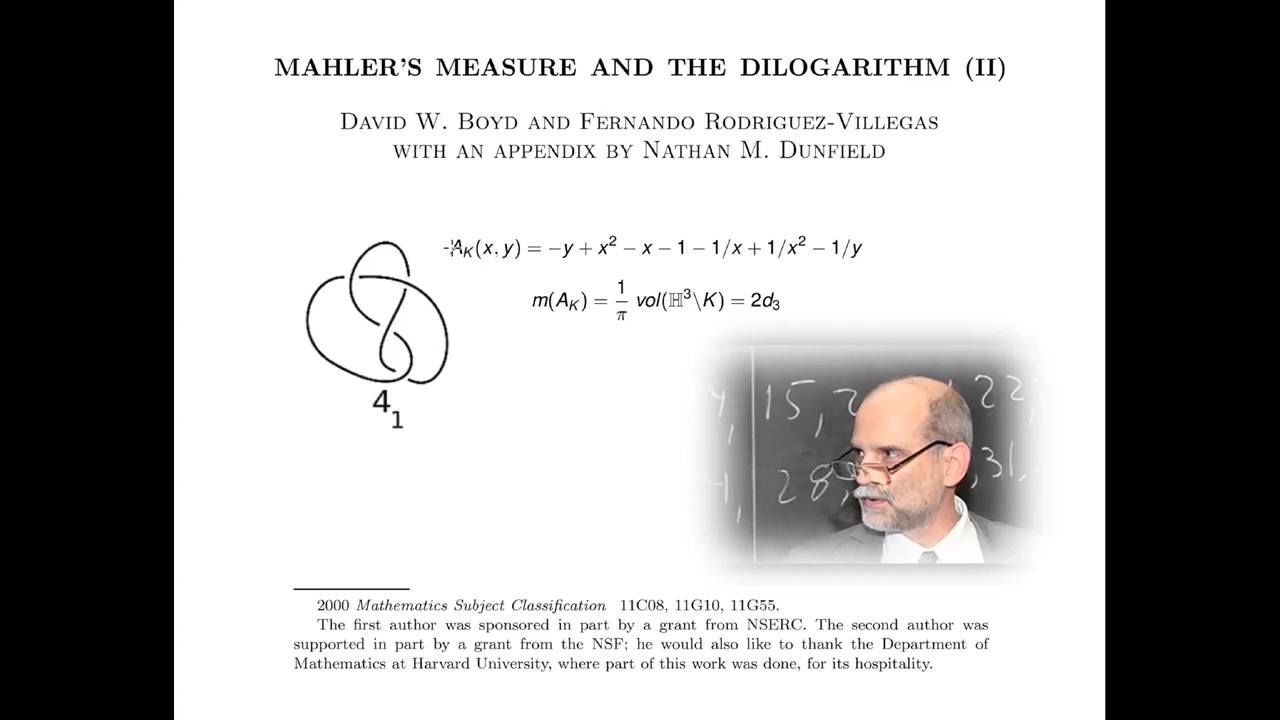 MAHLER'S MEASURE AND THE DILOGARITHM (II)
DAVID W. BOYD AND FERNANDO RODRIGUEZ-VILLEGAS
WITH AN APPENDIX BY NATHAN M. DUNFIELD
A_K(x, y) = −y + x² − x − 1 − 1/x + 1/x² − 1/y
m(A_K) = 1/π vol(ℍ³\K) = 2d₃
4₁
15,
22
28,
,31,
2000 Mathematics Subject Classification 11C08, 11G10, 11G55.
The first author was sponsored in part by a grant from NSERC. The second author was
supported in part by a grant from the NSF; he would also like to thank the Department of
Mathematics at Harvard University, where part of this work was done, for its hospitality.